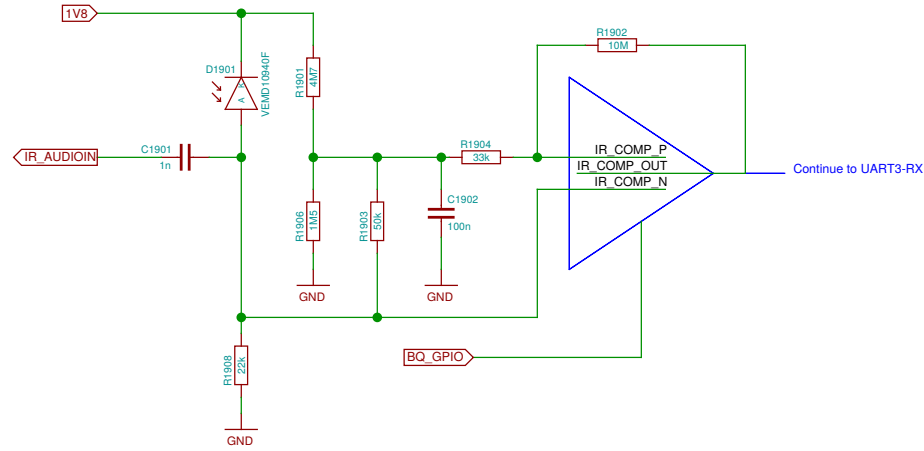 1V8
R1902
10M
D1901
K
A
VEMD10940F
R1901
4M7
IR_AUDIOIN
C1901
1n
R1904
33k
IR_COMP_P
IR_COMP_OUT
IR_COMP_N
Continue to UART3-RX
R1906
1M5
R1903
50k
C1902
100n
GND
GND
BQ_GPIO
R1908
22k
GND